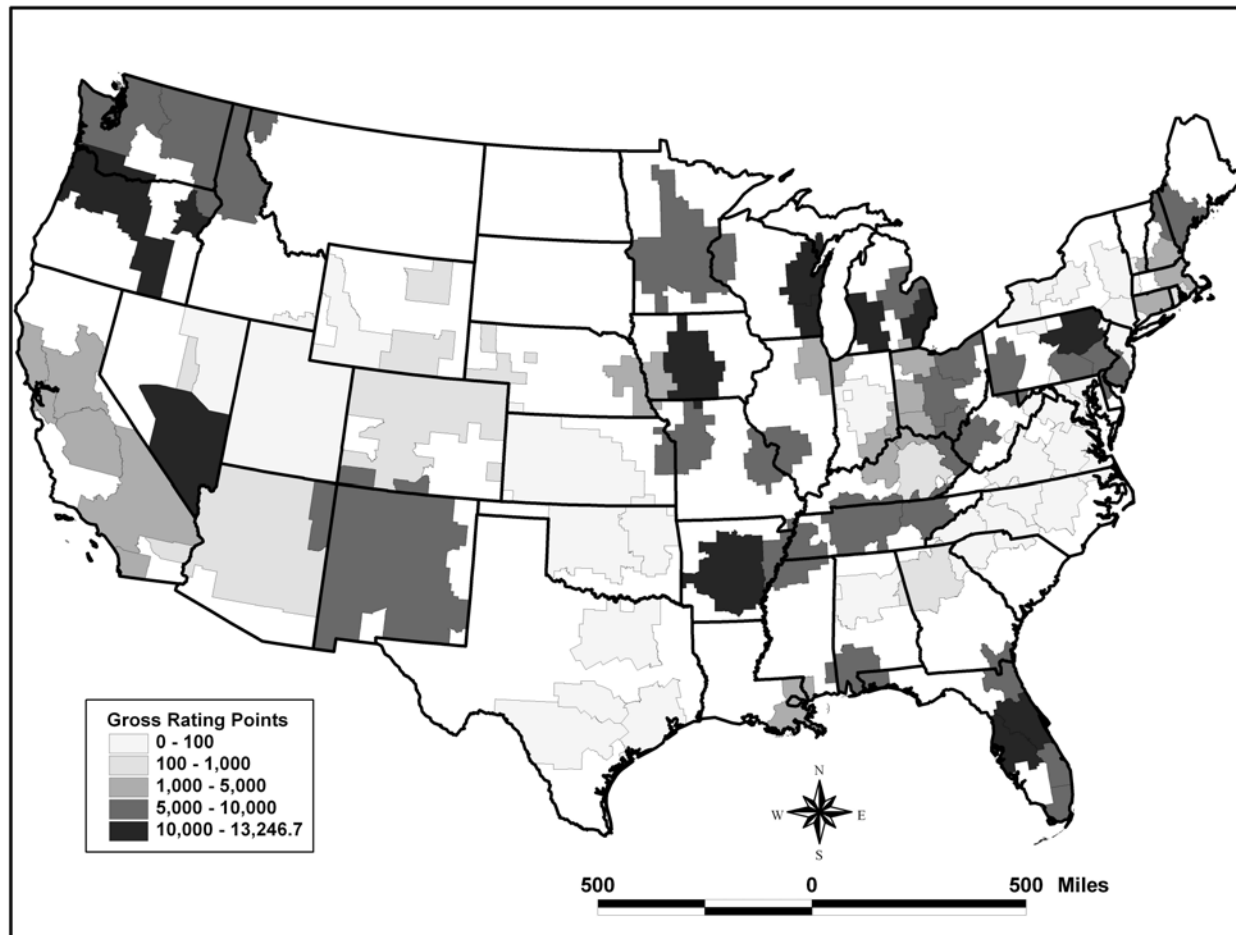 Gross Rating Points
0 - 100
100 - 1,000
1,000 - 5,000
5,000 - 10,000
10,000 - 13,246.7
N
W E
S
500 0 500 Miles